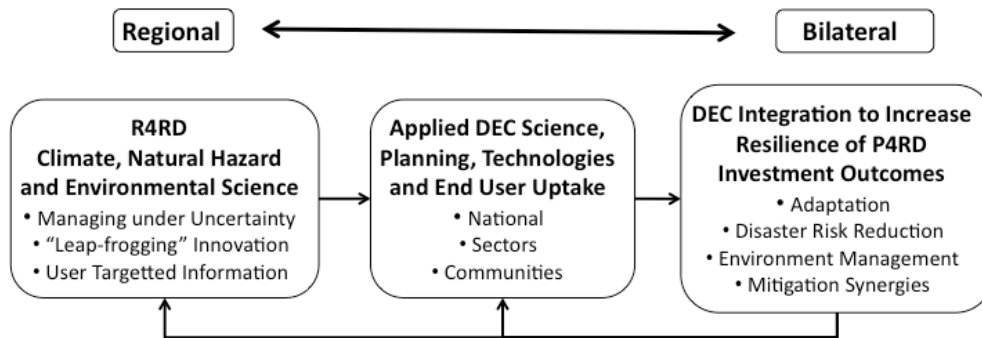 Regional
Bilateral
R4RD
Climate, Natural Hazard
and Environmental Science
• Managing under Uncertainty
• “Leap-frogging” Innovation
• User Targetted Information
Applied DEC Science,
Planning, Technologies
and End User Uptake
• National
• Sectors
• Communities
DEC Integration to Increase
Resilience of P4RD
Investment Outcomes
• Adaptation
• Disaster Risk Reduction
• Environment Management
• Mitigation Synergies